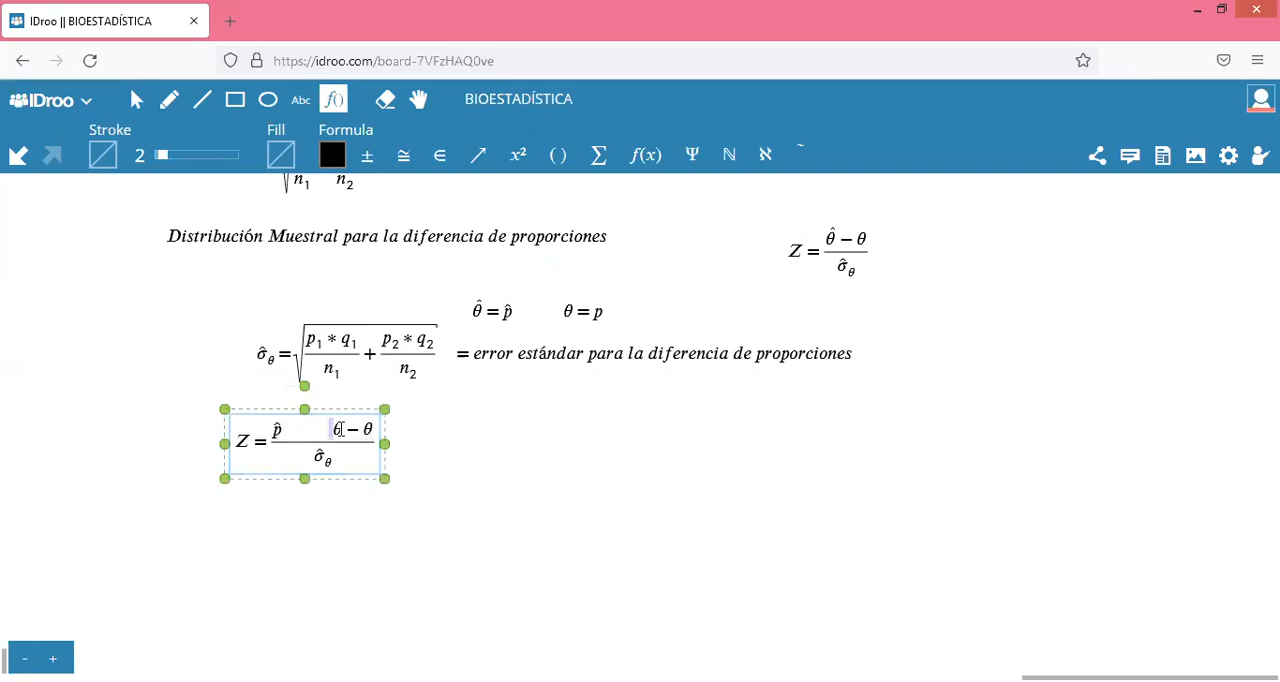 IDroo || BIOESTADÍSTICA
https://idroo.com/board-7VFzHAQ0ve
IDroo Abc f() BIOESTADÍSTICA
Stroke Fill Formula
2 ± ≅ ∈ x² ( ) ∑ f(x) Ψ ℕ ℵ ~
n₁ n₂
Distribución Muestral para la diferencia de proporciones
Z = (θ̂ − θ) / σ̂_θ
θ̂ = p̂ θ = p
σ̂_θ = √(p₁ * q₁ / n₁ + p₂ * q₂ / n₂) = error estándar para la diferencia de proporciones
Z = (p̂ θ − θ) / σ̂_θ
- +